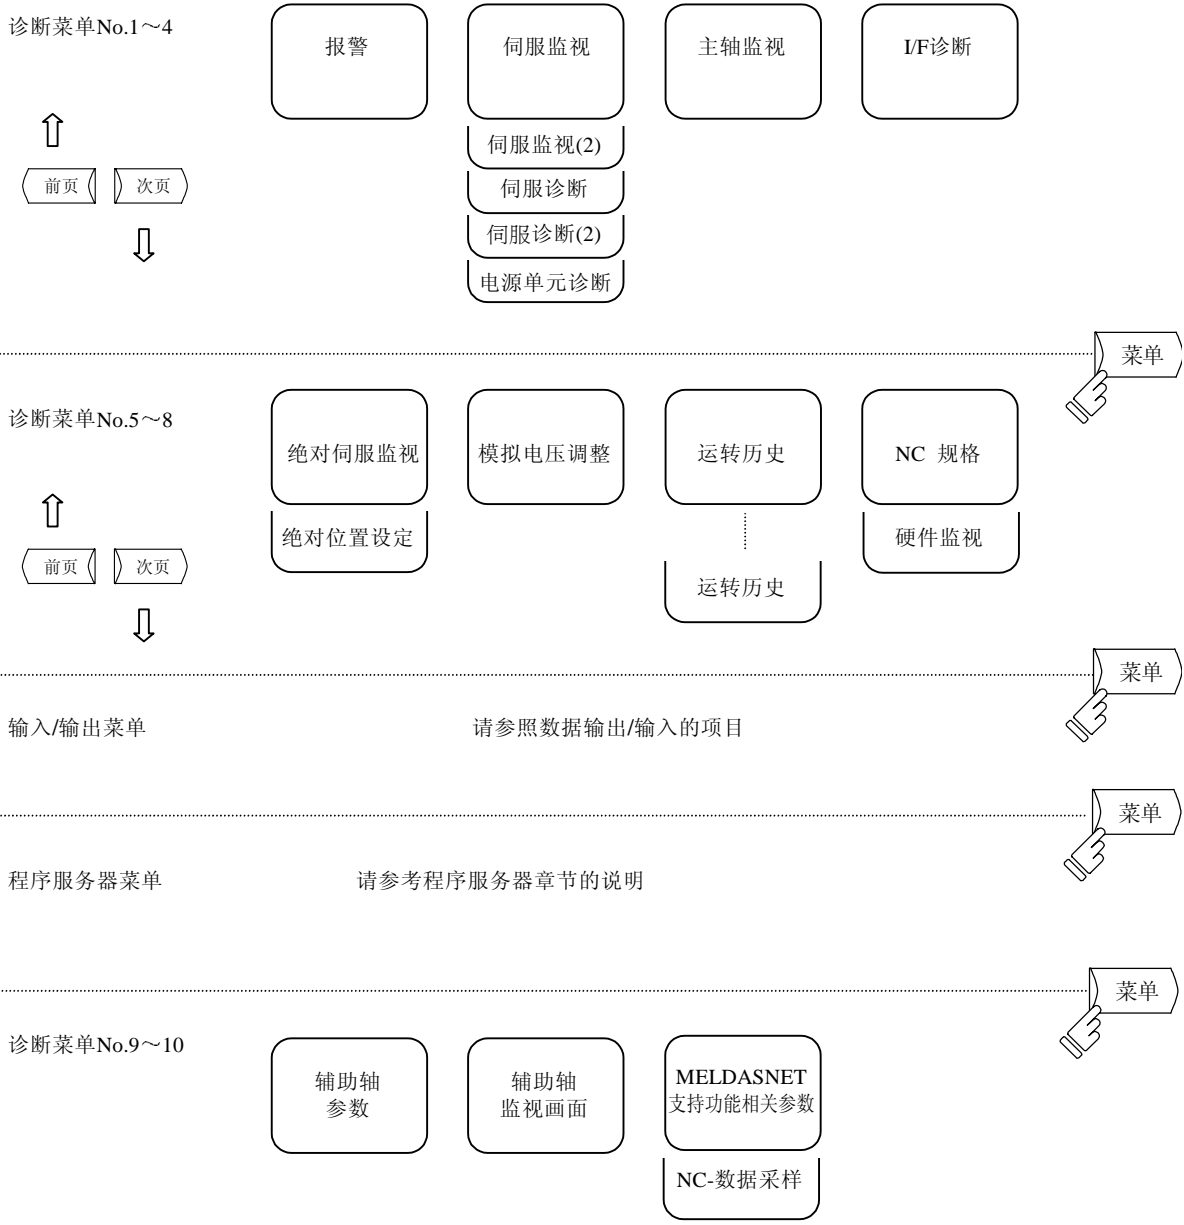 诊断菜单No.1～4
报警
伺服监视
主轴监视
I/F诊断
伺服监视(2)
前页
次页
伺服诊断
伺服诊断(2)
电源单元诊断
菜单
诊断菜单No.5～8
绝对伺服监视
模拟电压调整
运转历史
NC 规格
绝对位置设定
硬件监视
前页
次页
运转历史
菜单
输入/输出菜单
请参照数据输出/输入的项目
菜单
程序服务器菜单
请参考程序服务器章节的说明
菜单
诊断菜单No.9～10
辅助轴
参数
辅助轴
监视画面
MELDASNET
支持功能相关参数
NC-数据采样